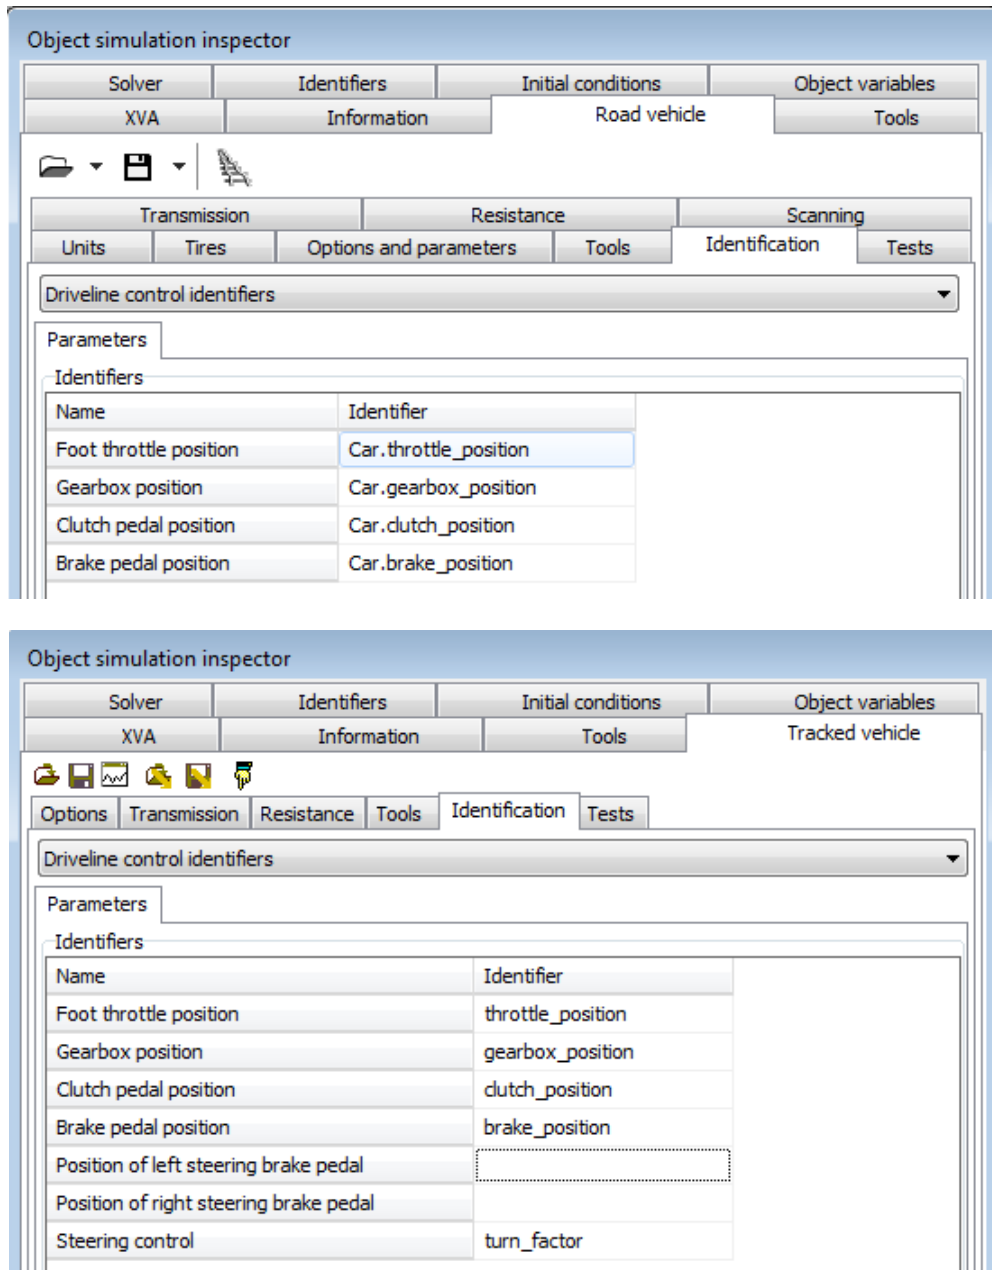 Object simulation inspector
Solver Identifiers Initial conditions Object variables
XVA Information Road vehicle Tools
Transmission Resistance Scanning
Units Tires Options and parameters Tools Identification Tests
Driveline control identifiers
Parameters
Identifiers
Name Identifier
Foot throttle position Car.throttle_position
Gearbox position Car.gearbox_position
Clutch pedal position Car.clutch_position
Brake pedal position Car.brake_position
Object simulation inspector
Solver Identifiers Initial conditions Object variables
XVA Information Tools Tracked vehicle
Options Transmission Resistance Tools Identification Tests
Driveline control identifiers
Parameters
Identifiers
Name Identifier
Foot throttle position throttle_position
Gearbox position gearbox_position
Clutch pedal position clutch_position
Brake pedal position brake_position
Position of left steering brake pedal
Position of right steering brake pedal
Steering control turn_factor